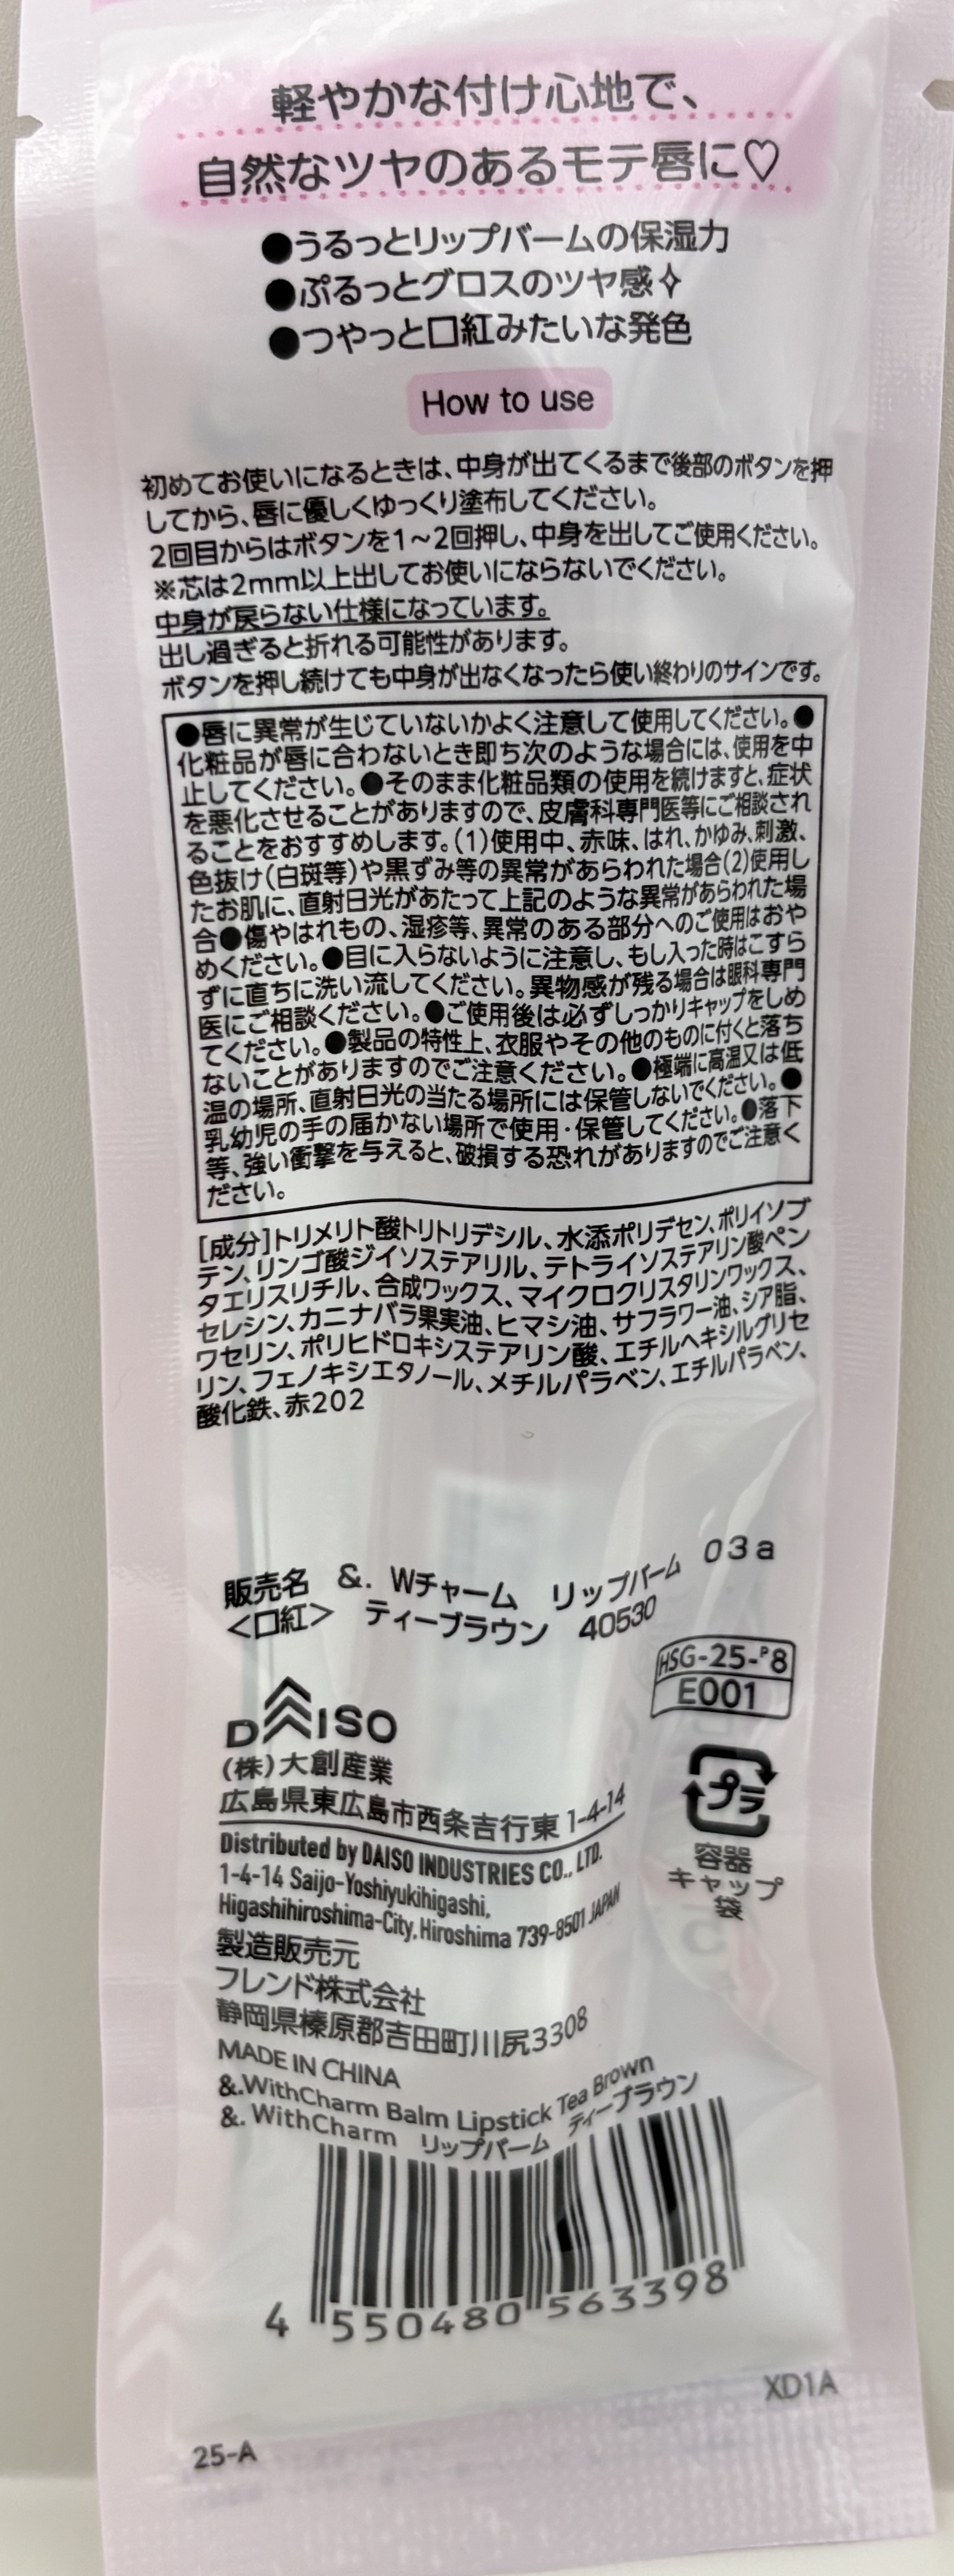 軽やかな付け心地で、
自然なツヤのあるモテ唇に♡
●うるっとリップバームの保湿力
●ぷるっとグロスのツヤ感✧
●つやっと口紅みたいな発色
How to use
初めてお使いになるときは、中身が出てくるまで後部のボタンを押
してから、唇に優しくゆっくり塗布してください。
2回目からはボタンを1～2回押し、中身を出してご使用ください。
※芯は2mm以上出してお使いにならないでください。
中身が戻らない仕様になっています。
出し過ぎると折れる可能性があります。
ボタンを押し続けても中身が出なくなったら使い終わりのサインです。
●唇に異常が生じていないかよく注意して使用してください。●
化粧品が唇に合わないとき即ち次のような場合には、使用を中
止してください。●そのまま化粧品類の使用を続けますと、症状
を悪化させることがありますので、皮膚科専門医等にご相談され
ることをおすすめします。(1)使用中、赤味、はれ、かゆみ、刺激、
色抜け(白斑等)や黒ずみ等の異常があらわれた場合(2)使用し
たお肌に、直射日光があたって上記のような異常があらわれた場
合●傷やはれもの、湿疹等、異常のある部分へのご使用はおや
めください。●目に入らないように注意し、もし入った時はこすら
ずに直ちに洗い流してください。異物感が残る場合は眼科専門
医にご相談ください。●ご使用後は必ずしっかりキャップをしめ
てください。●製品の特性上、衣服やその他のものに付くと落ち
ないことがありますのでご注意ください。●極端に高温又は低
温の場所、直射日光の当たる場所には保管しないでください。●
乳幼児の手の届かない場所で使用・保管してください。●落下
等、強い衝撃を与えると、破損する恐れがありますのでご注意く
ださい。
[成分]トリメリト酸トリトリデシル、水添ポリデセン、ポリイソブ
テン、リンゴ酸ジイソステアリル、テトライソステアリン酸ペン
タエリスリチル、合成ワックス、マイクロクリスタリンワックス、
セレシン、カニナバラ果実油、ヒマシ油、サフラワー油、シア脂、
ワセリン、ポリヒドロキシステアリン酸、エチルヘキシルグリセ
リン、フェノキシエタノール、メチルパラベン、エチルパラベン、
酸化鉄、赤202
販売名 &. Wチャーム リップバーム 03a
<口紅> ティーブラウン 40530
HSG-25-P8
E001
DAISO
(株)大創産業
広島県東広島市西条吉行東 1-4-14
プラ
容器
キャップ
袋
Distributed by DAISO INDUSTRIES CO., LTD.
1-4-14 Saijo-Yoshiyukihigashi,
Higashihiroshima-City, Hiroshima 739-8501 JAPAN
製造販売元
フレンド株式会社
静岡県榛原郡吉田町川尻3308
MADE IN CHINA
&.WithCharm Balm Lipstick Tea Brown
&. WithCharm リップバーム ティーブラウン
4 550480 563398
XD1A
25-A